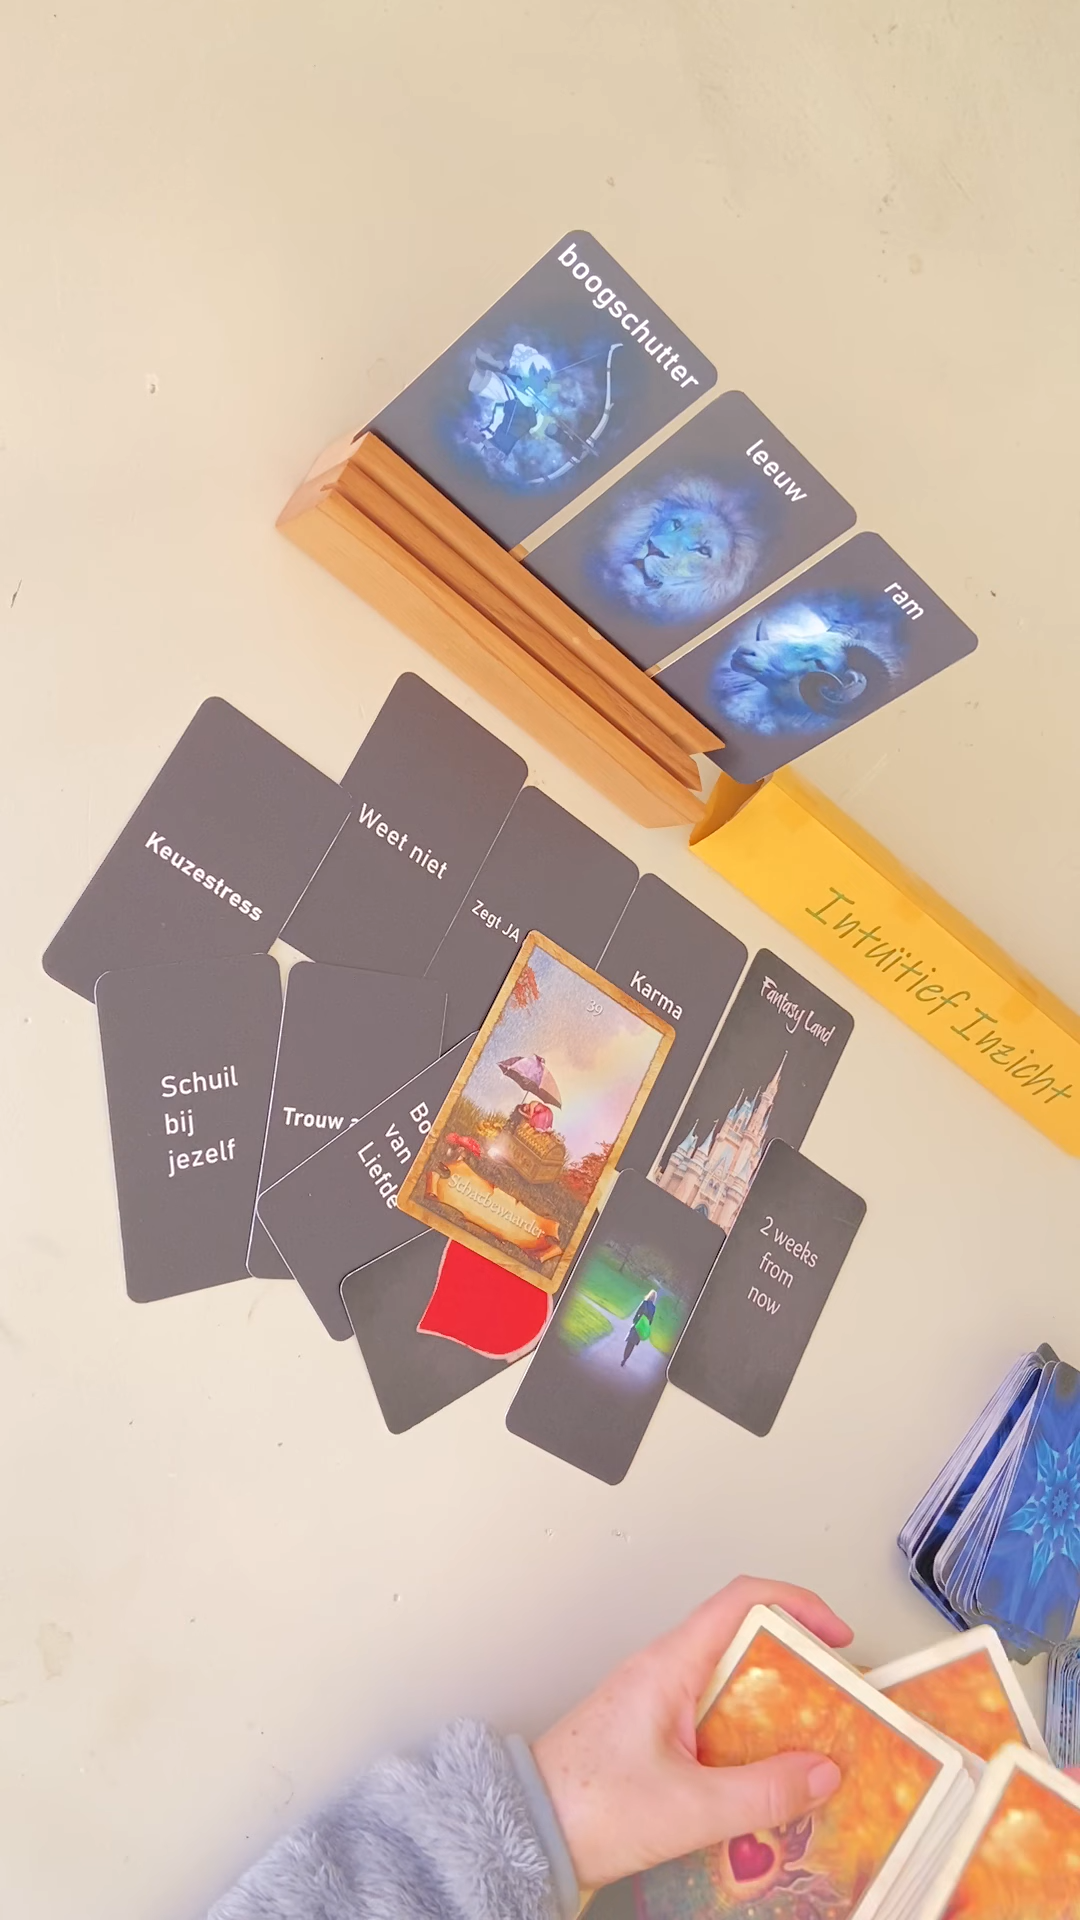 boogschutter
leeuw
ram
Intuïtief Inzicht
Keuzestress
Weet niet
Zegt JA
Karma
Fantasy Land
39
Schatbewaarder
Schuil
bij
jezelf
Trouw
van
Liefde
2 weeks
from
now